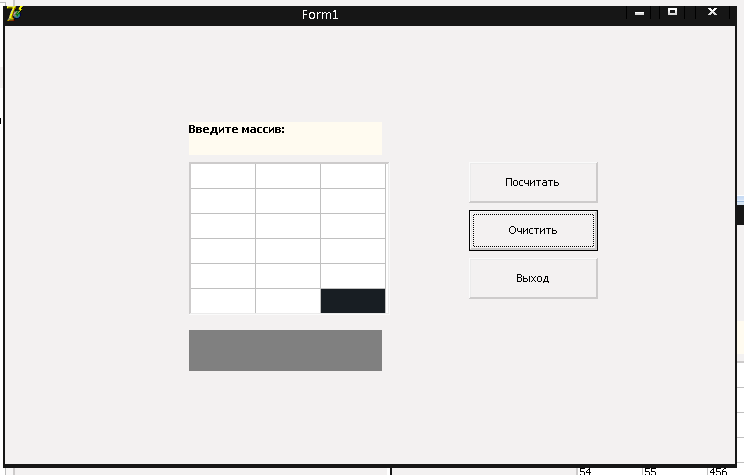 Form1
Введите массив:
Посчитать
Очистить
Выход
54 55 456